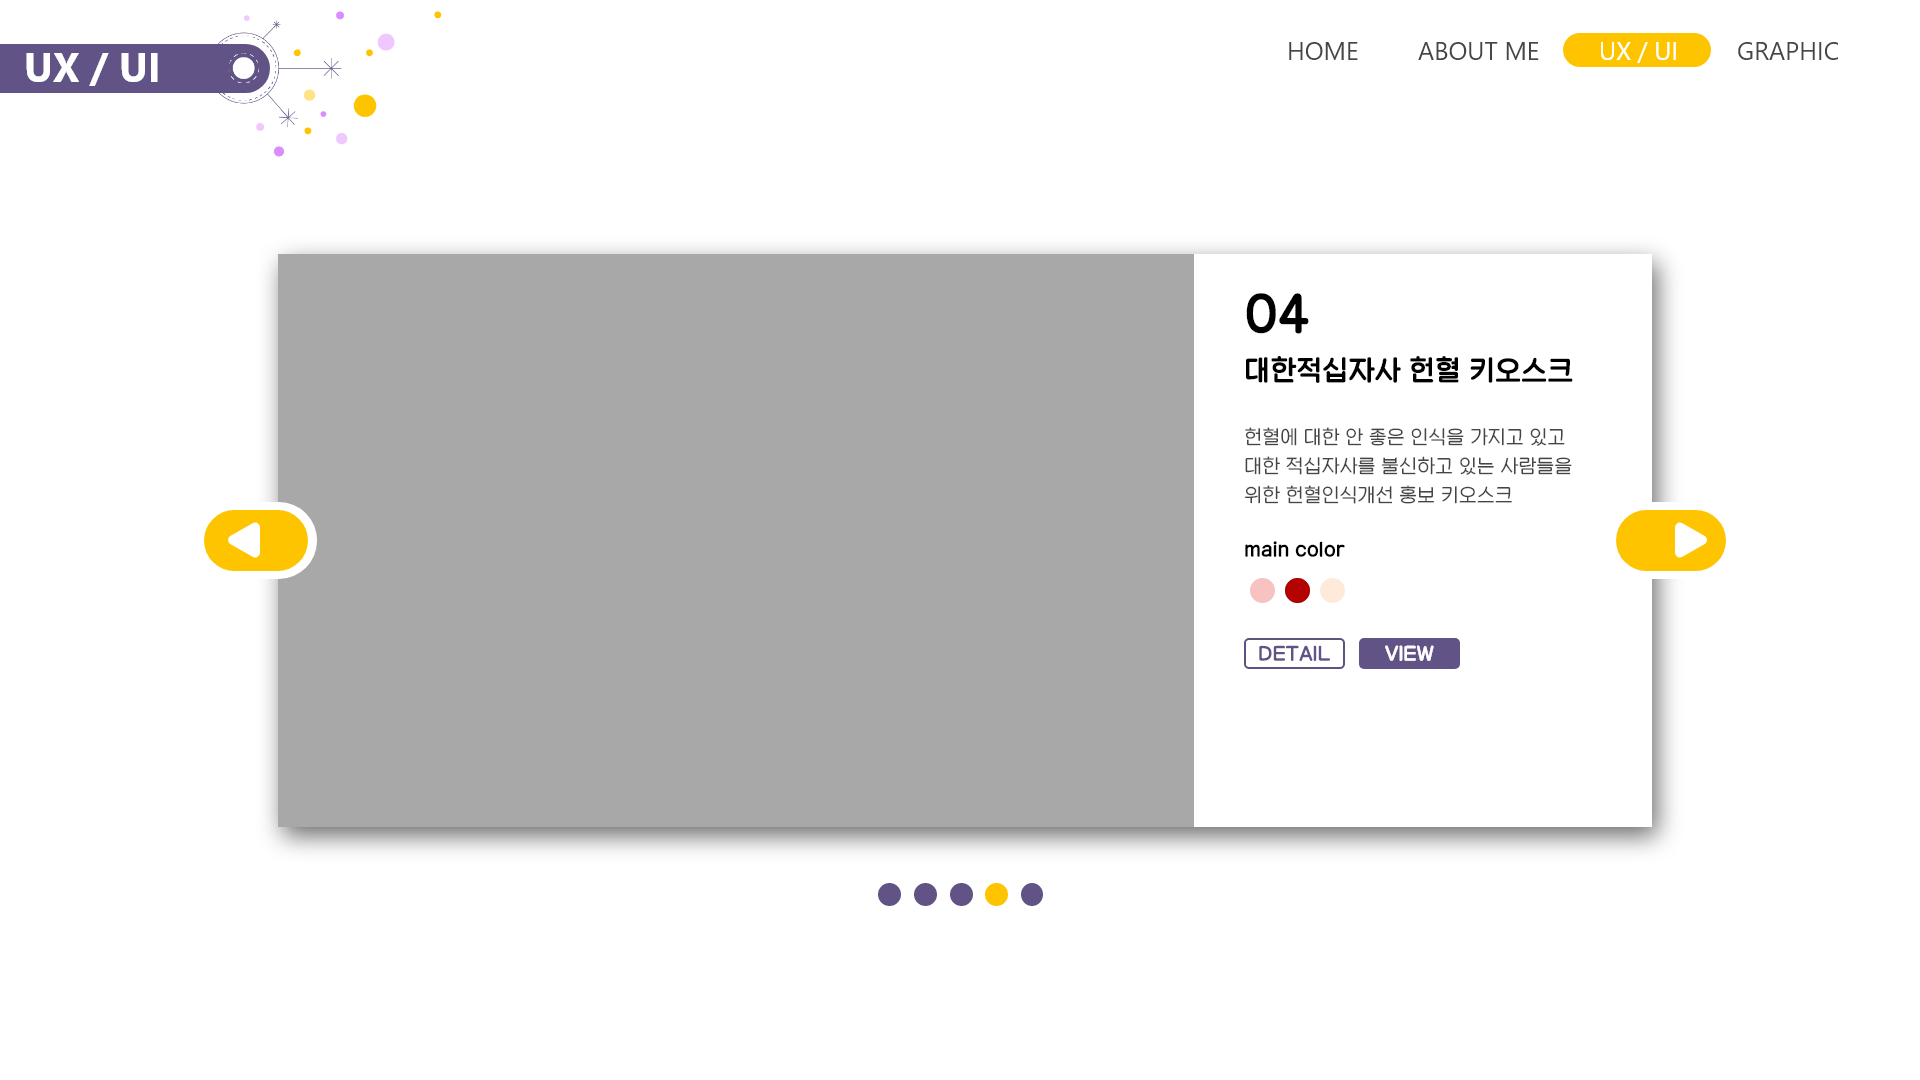 UX / UI
HOME
ABOUT ME
UX / UI
GRAPHIC
04
대한적십자사 헌혈 키오스크
헌혈에 대한 안 좋은 인식을 가지고 있고
대한 적십자사를 불신하고 있는 사람들을
위한 헌혈인식개선 홍보 키오스크
main color
DETAIL
VIEW